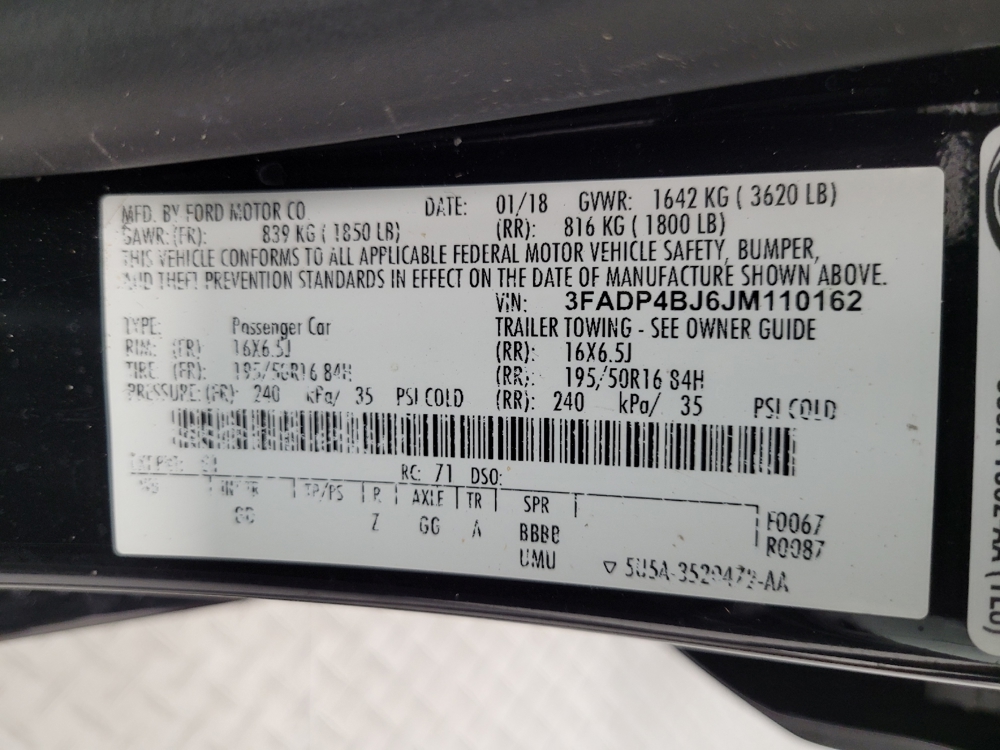 MFD. BY FORD MOTOR CO. DATE: 01/18 GVWR: 1642 KG ( 3620 LB)
GAWR: (FR): 839 KG ( 1850 LB) (RR): 816 KG ( 1800 LB)
THIS VEHICLE CONFORMS TO ALL APPLICABLE FEDERAL MOTOR VEHICLE SAFETY, BUMPER,
AND THEFT PREVENTION STANDARDS IN EFFECT ON THE DATE OF MANUFACTURE SHOWN ABOVE.
VIN: 3FADP4BJ6JM110162
TYPE: Passenger Car TRAILER TOWING - SEE OWNER GUIDE
RIM: (FR) 16X6.5J (RR): 16X6.5J
TIRE (FR): 195/50R16 84H (RR): 195/50R16 84H
PRESSURE: (FR): 240 kPa/ 35 PSI COLD (RR): 240 kPa/ 35 PSI COLD
RC: 71 DSO:
INT TR TP/PS R AXLE TR SPR
Z GG A BBBB F0067
UMU R0087
5U5A-3520472-AA